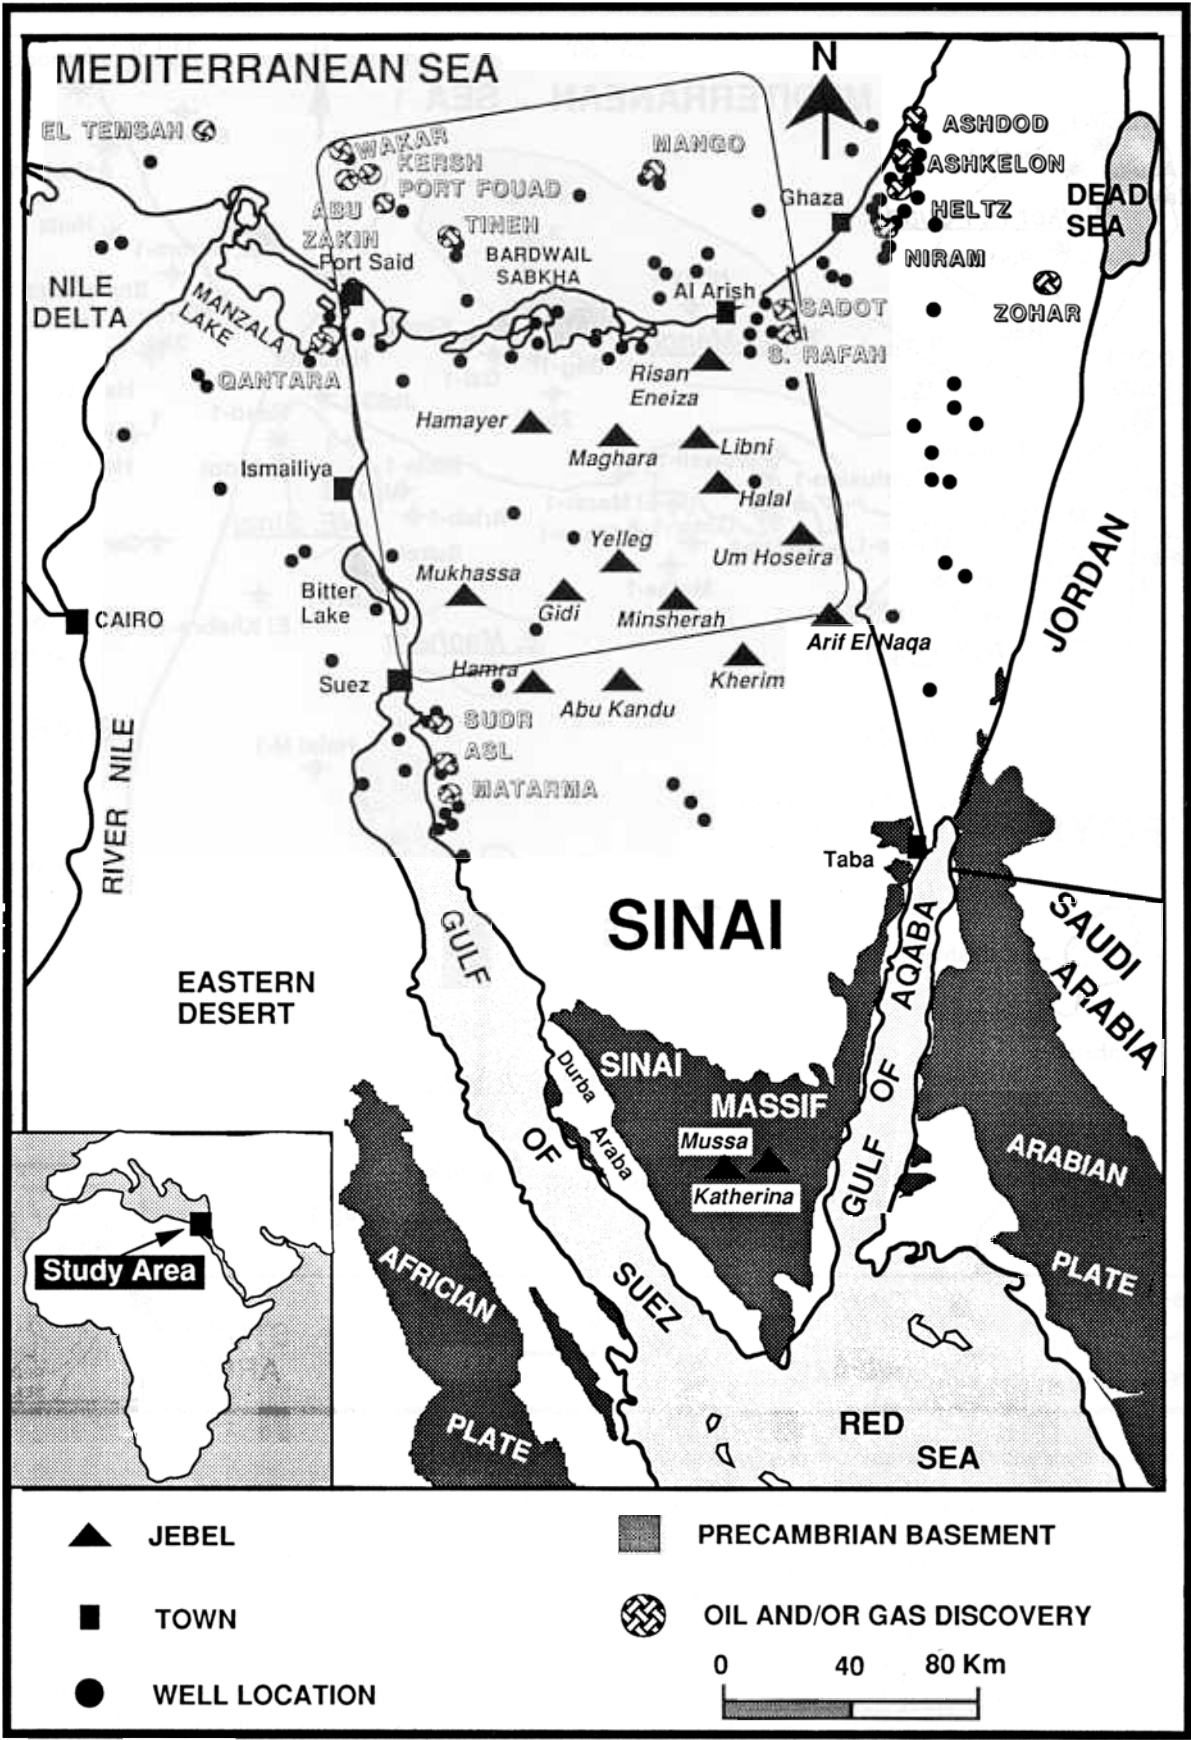 MEDITERRANEAN SEA
N
EL TEMSAH
WAKAR
KERSH
PORT FOUAD
MANGO
ASHDOD
ASHKELON
DEAD
SEA
Ghaza
HELTZ
ABU
ZAKIN
TINEH
BARDWAIL
SABKHA
Port Said
NIRAM
ZOHAR
NILE
DELTA
MANZALA
LAKE
Al Arish
SADOT
S. RAFAH
QANTARA
Risan
Eneiza
Hamayer
Maghara
Libni
Ismailiya
Halal
Yelleg
Um Hoseira
Mukhassa
Bitter
Lake
Gidi
Minsherah
JORDAN
CAIRO
Arif El Naqa
Suez
Hamra
Kherim
Abu Kandu
SUDR
ASL
MATARMA
RIVER NILE
Taba
SINAI
SAUDI
ARABIA
EASTERN
DESERT
GULF
OF
SUEZ
GULF OF AQABA
Durba
Araba
SINAI
MASSIF
Mussa
Katherina
ARABIAN
PLATE
AFRICIAN
PLATE
Study Area
RED
SEA
JEBEL
TOWN
WELL LOCATION
PRECAMBRIAN BASEMENT
OIL AND/OR GAS DISCOVERY
0 40 80 Km